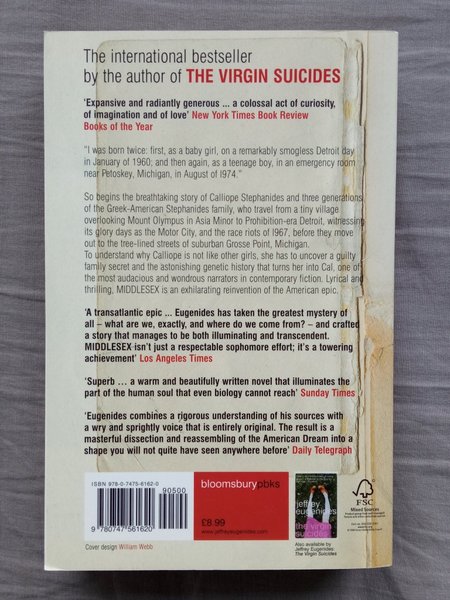 The international bestseller
by the author of THE VIRGIN SUICIDES
'Expansive and radiantly generous ... a colossal act of curiosity,
of imagination and of love' New York Times Book Review
Books of the Year
"I was born twice: first, as a baby girl, on a remarkably smogless Detroit day
in January of 1960; and then again, as a teenage boy, in an emergency room
near Petoskey, Michigan, in August of 1974."
So begins the breathtaking story of Calliope Stephanides and three generations
of the Greek-American Stephanides family, who travel from a tiny village
overlooking Mount Olympus in Asia Minor to Prohibition-era Detroit, witnessing
its glory days as the Motor City, and the race riots of 1967, before they move
out to the tree-lined streets of suburban Grosse Point, Michigan.
To understand why Calliope is not like other girls, she has to uncover a guilty
family secret and the astonishing genetic history that turns her into Cal, one of
the most audacious and wondrous narrators in contemporary fiction. Lyrical and
thrilling, MIDDLESEX is an exhilarating reinvention of the American epic.
'A transatlantic epic ... Eugenides has taken the greatest mystery of
all – what are we, exactly, and where do we come from? – and crafted
a story that manages to be both illuminating and transcendent.
MIDDLESEX isn't just a respectable sophomore effort; it's a towering
achievement' Los Angeles Times
'Superb ... a warm and beautifully written novel that illuminates the
part of the human soul that even biology cannot reach' Sunday Times
'Eugenides combines a rigorous understanding of his sources with
a wry and sprightly voice that is entirely original. The result is a
masterful dissection and reassembling of the American Dream into a
shape you will not quite have seen anywhere before' Daily Telegraph
ISBN 978-0-7475-6162-0
90500
9 780747 561620
bloomsburypbks
£8.99
www.jeffreyeugenides.com
jeffrey
eugenides
the virgin
suicides
Also available by
Jeffrey Eugenides:
The Virgin Suicides
FSC
Mixed Sources
Cover design William Webb